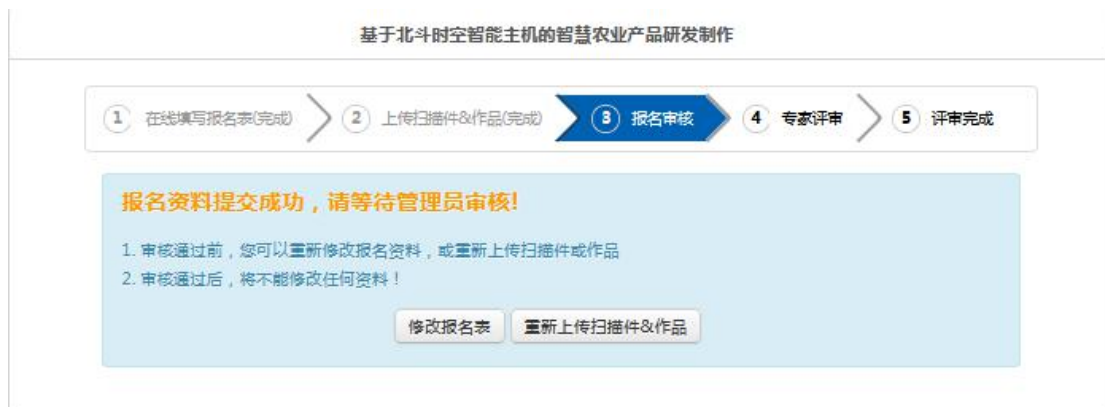 基于北斗时空智能主机的智慧农业产品研发制作
1 在线填写报名表(完成) 2 上传扫描件&作品(完成) 3 报名审核 4 专家评审 5 评审完成
报名资料提交成功，请等待管理员审核!
1. 审核通过前，您可以重新修改报名资料，或重新上传扫描件或作品
2. 审核通过后，将不能修改任何资料！
修改报名表 重新上传扫描件&作品